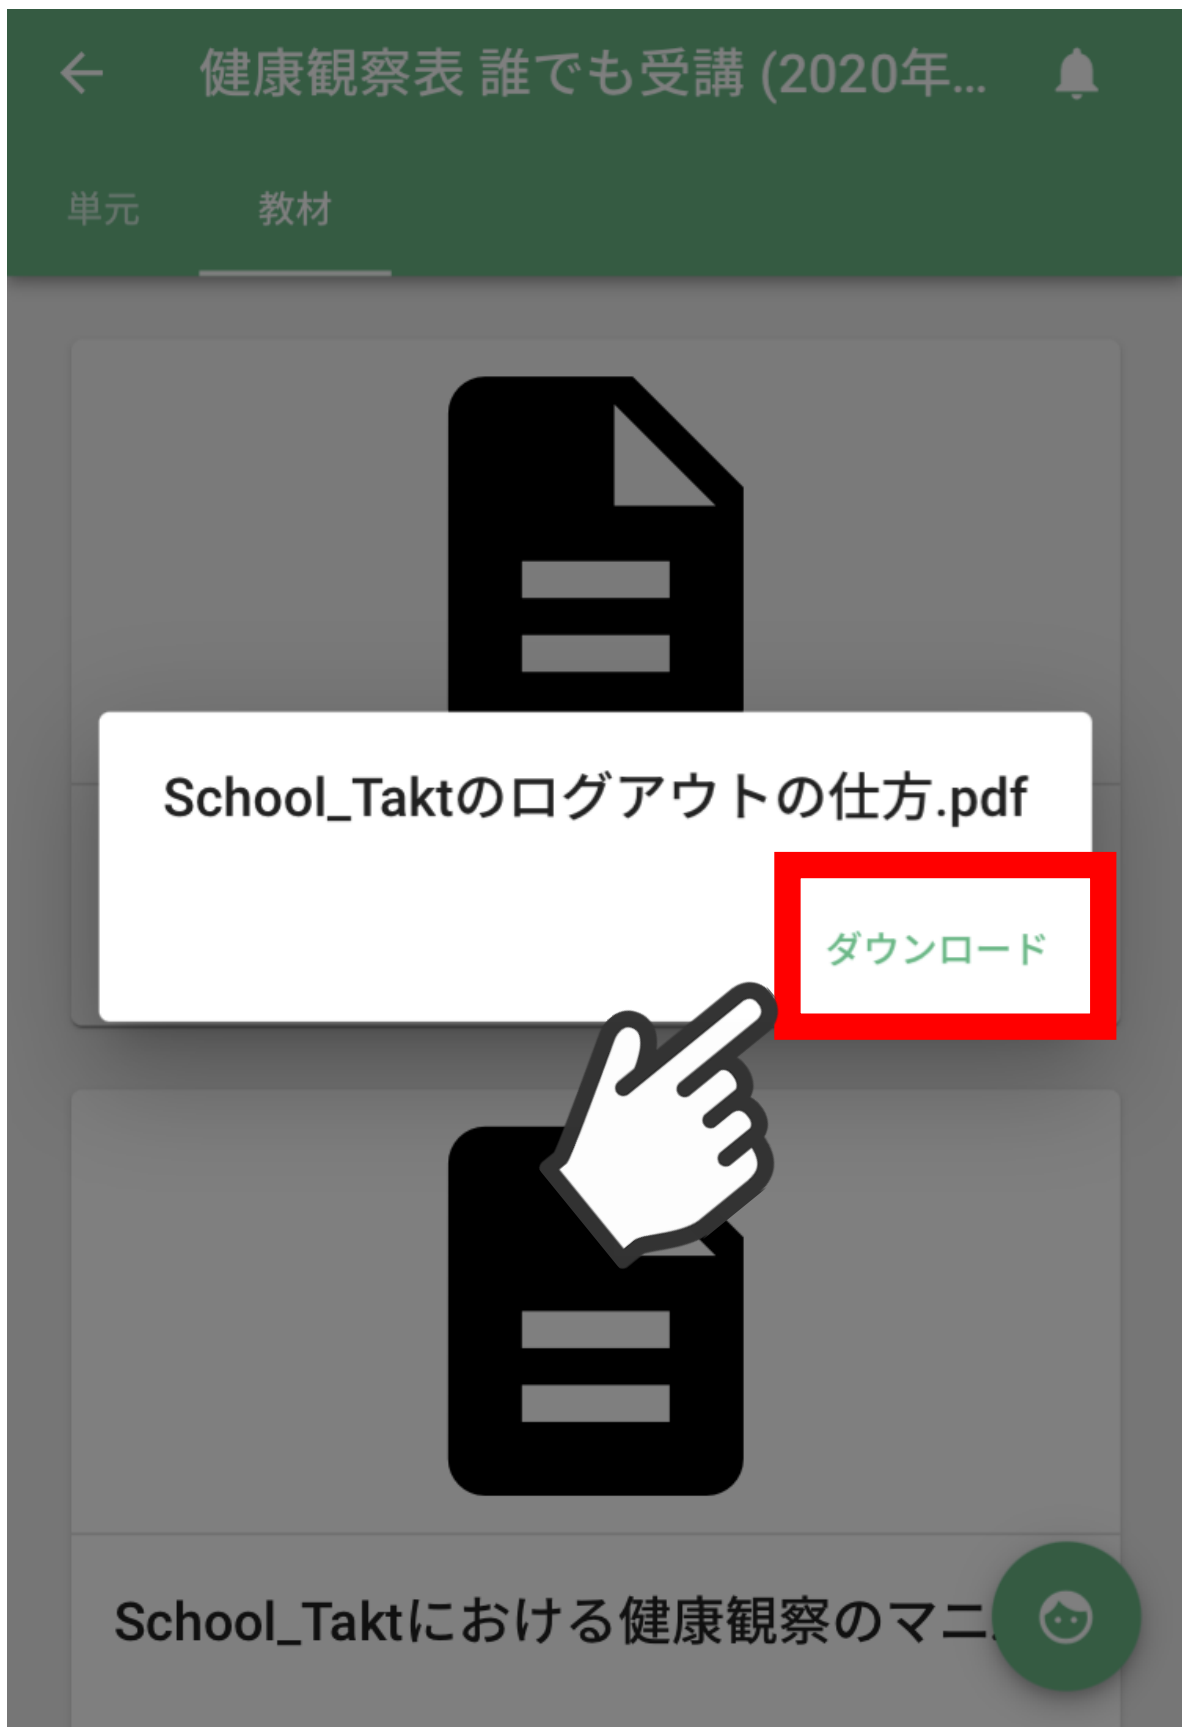 健康観察表 誰でも受講 (2020年...
単元
教材
School_Taktのログアウトの仕方.pdf
ダウンロード
School_Taktにおける健康観察のマニ...